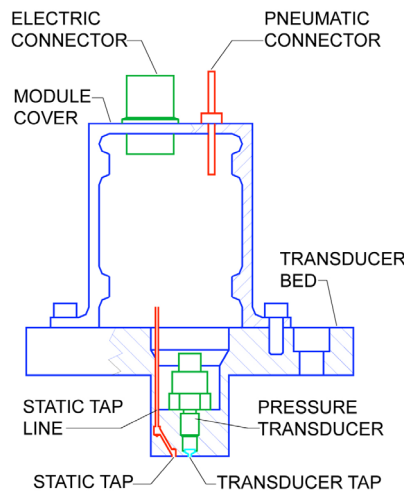 ELECTRIC
CONNECTOR
PNEUMATIC
CONNECTOR
MODULE
COVER
TRANSDUCER
BED
STATIC TAP
LINE
PRESSURE
TRANSDUCER
STATIC TAP
TRANSDUCER TAP